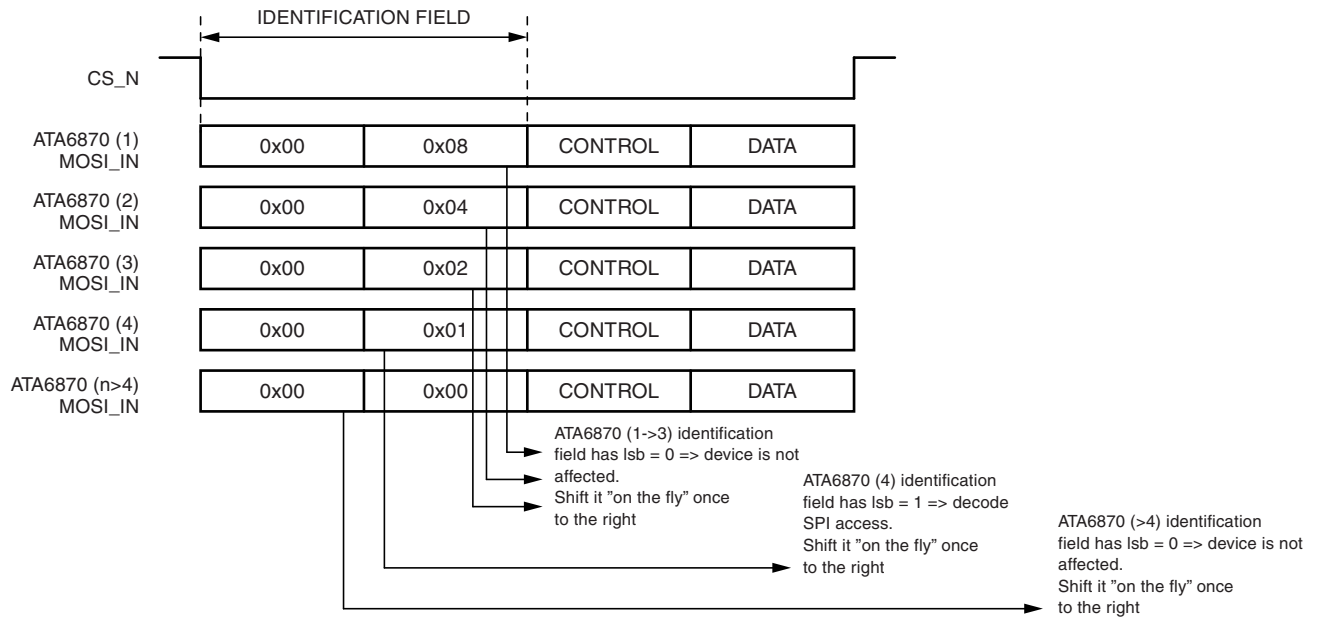 IDENTIFICATION FIELD
CS_N
ATA6870 (1)
MOSI_IN
0x00 0x08 CONTROL DATA
ATA6870 (2)
MOSI_IN
0x00 0x04 CONTROL DATA
ATA6870 (3)
MOSI_IN
0x00 0x02 CONTROL DATA
ATA6870 (4)
MOSI_IN
0x00 0x01 CONTROL DATA
ATA6870 (n>4)
MOSI_IN
0x00 0x00 CONTROL DATA
ATA6870 (1->3) identification
field has lsb = 0 => device is not
affected.
Shift it ”on the fly” once
to the right
ATA6870 (4) identification
field has lsb = 1 => decode
SPI access.
Shift it ”on the fly” once
to the right
ATA6870 (>4) identification
field has lsb = 0 => device is not
affected.
Shift it ”on the fly” once
to the right